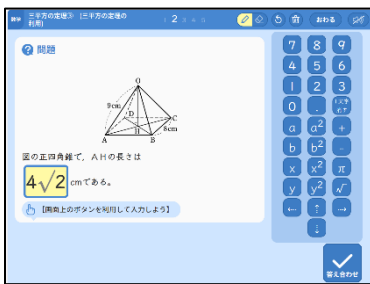 数学 三平方の定理③ [三平方の定理の利用]
2
おわる
? 問題
O
9cm
D
C
H
8cm
A
B
図の正四角錐で，AHの長さは
4√2 cmである。
【画面上のボタンを利用して入力しよう】
7 8 9
4 5 6
1 2 3
0 .
a a² +
b b² -
x x² π
y y² √
← ↑ →
↓
答え合わせ